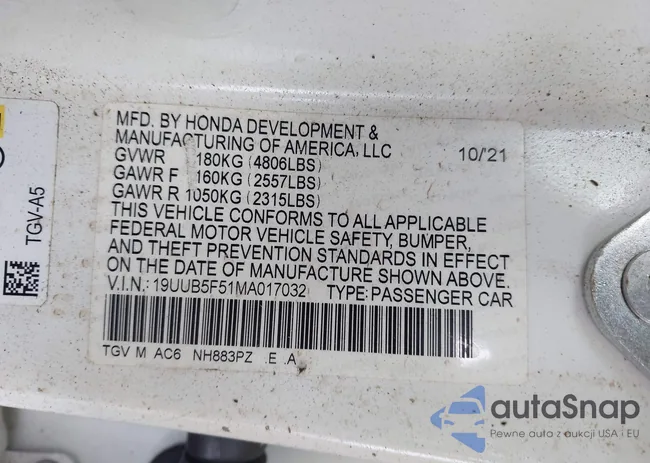 MFD. BY HONDA DEVELOPMENT &
MANUFACTURING OF AMERICA, LLC
10/'21
GVWR 180KG (4806LBS)
GAWR F 160KG (2557LBS)
GAWR R 1050KG (2315LBS)
THIS VEHICLE CONFORMS TO ALL APPLICABLE
FEDERAL MOTOR VEHICLE SAFETY, BUMPER,
AND THEFT PREVENTION STANDARDS IN EFFECT
ON THE DATE OF MANUFACTURE SHOWN ABOVE.
V.I.N.: 19UUB5F51MA017032 TYPE: PASSENGER CAR
TGV M AC6 NH883PZ E A
TGV-A5
autoSnap
Pewne auto z aukcji USA i EU